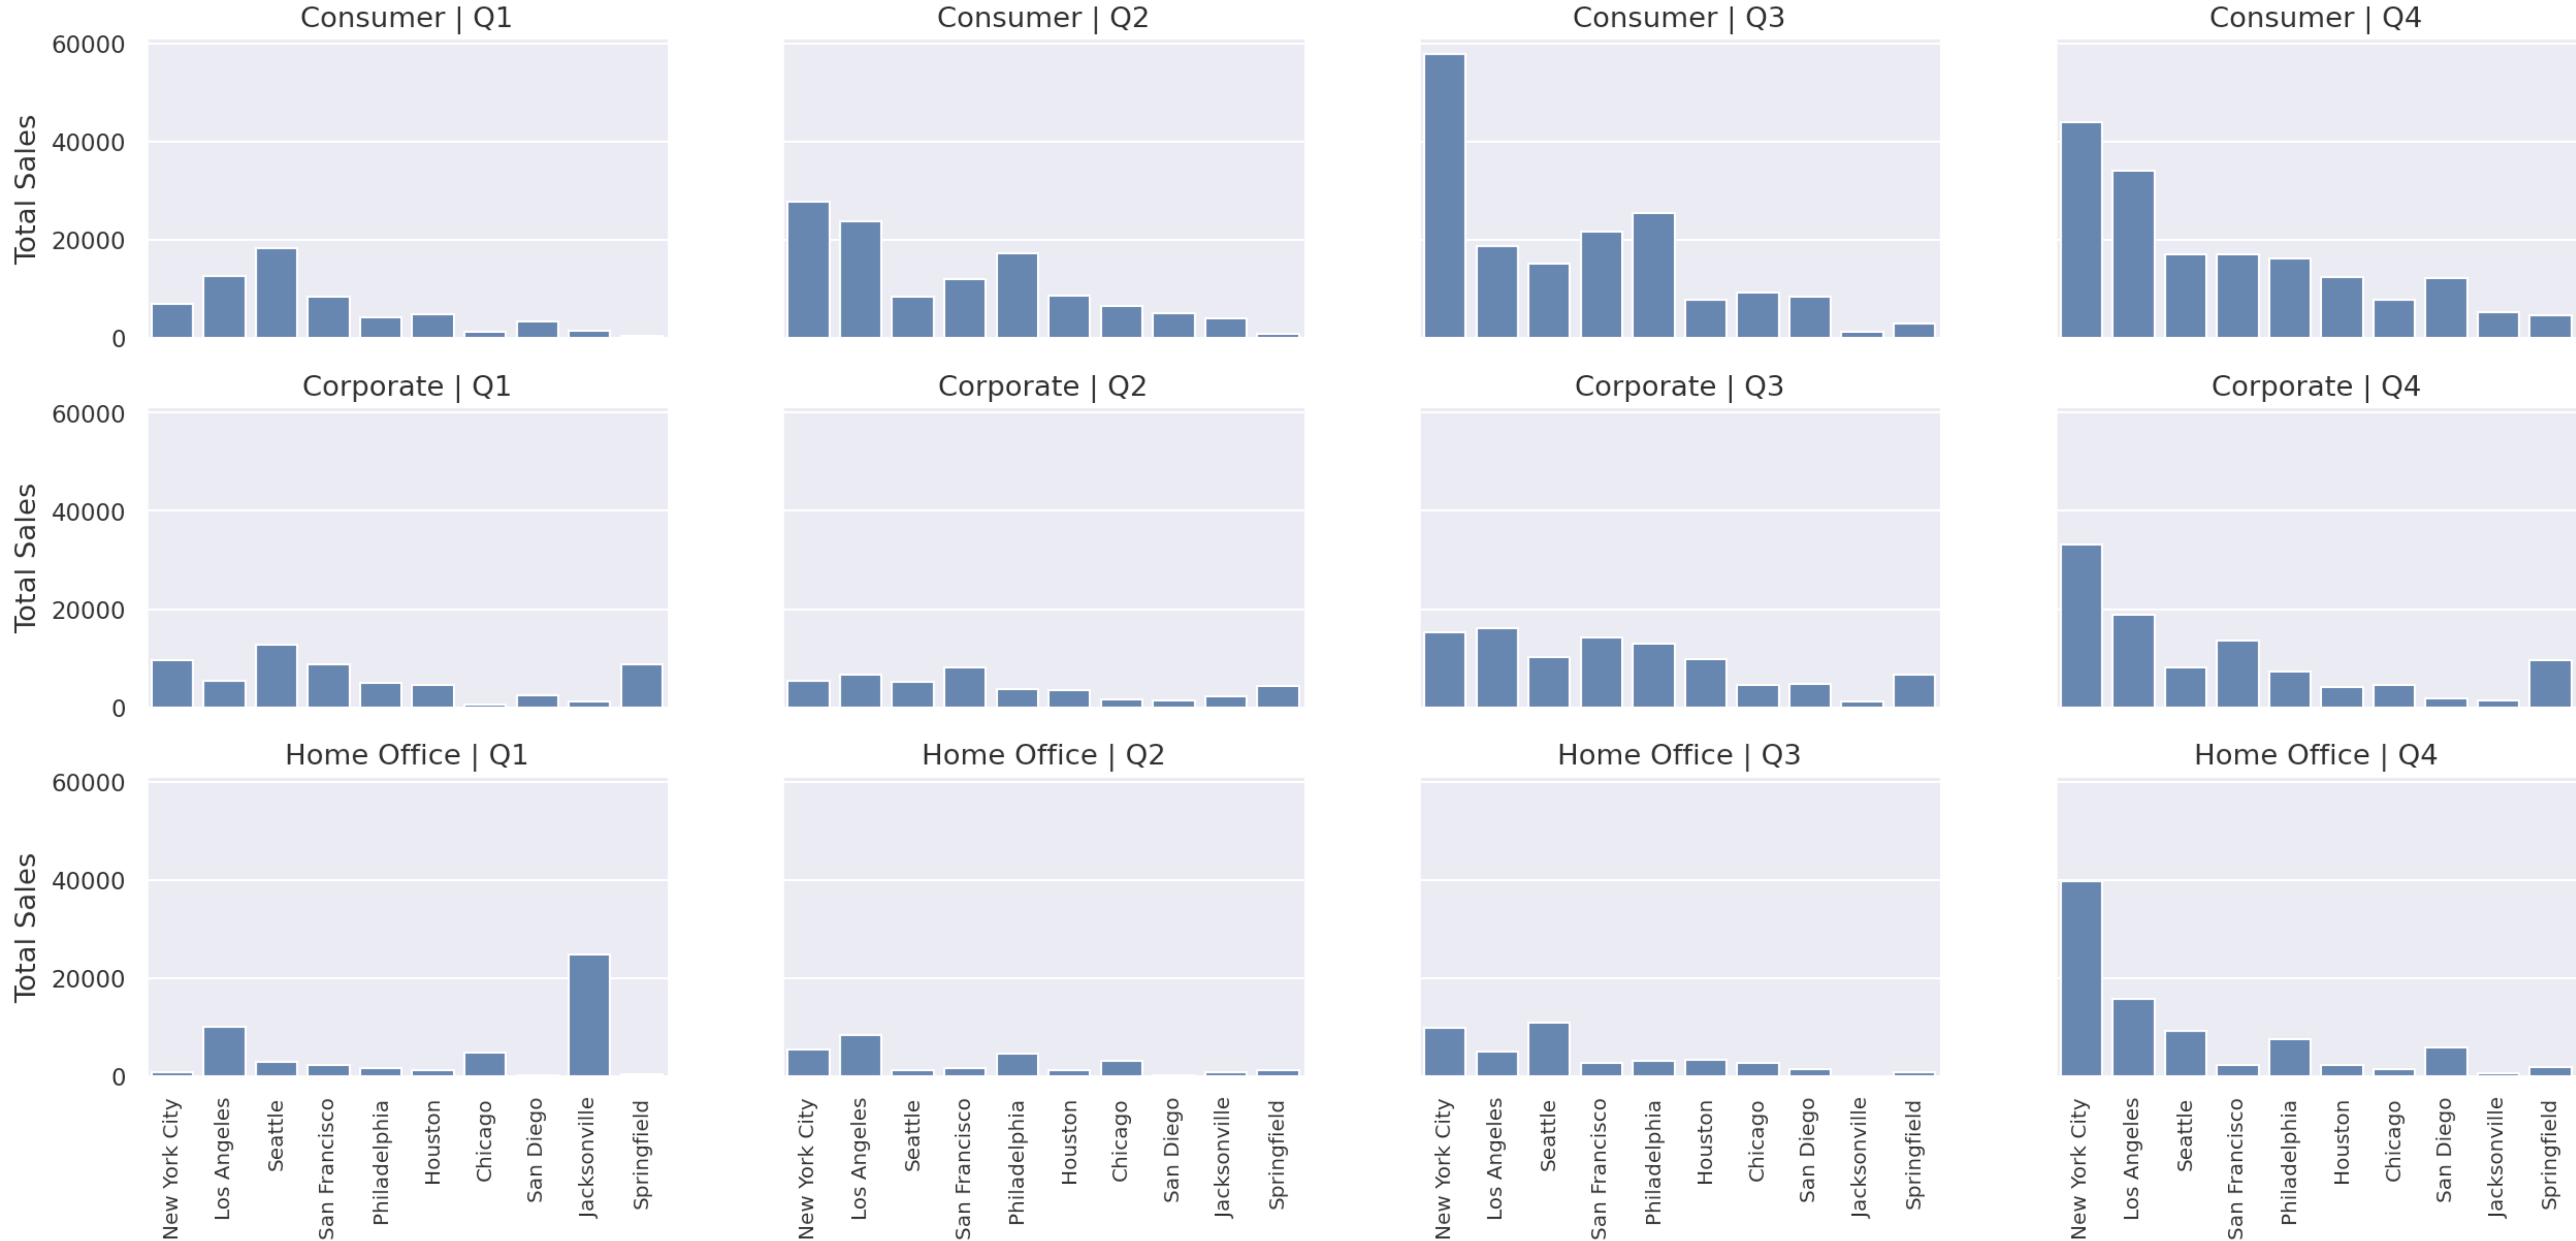 Consumer | Q1
Consumer | Q2
Consumer | Q3
Consumer | Q4
Total Sales
60000
40000
20000
0
Corporate | Q1
Corporate | Q2
Corporate | Q3
Corporate | Q4
Total Sales
60000
40000
20000
0
Home Office | Q1
Home Office | Q2
Home Office | Q3
Home Office | Q4
Total Sales
60000
40000
20000
0
New York City
Los Angeles
Seattle
San Francisco
Philadelphia
Houston
Chicago
San Diego
Jacksonville
Springfield
New York City
Los Angeles
Seattle
San Francisco
Philadelphia
Houston
Chicago
San Diego
Jacksonville
Springfield
New York City
Los Angeles
Seattle
San Francisco
Philadelphia
Houston
Chicago
San Diego
Jacksonville
Springfield
New York City
Los Angeles
Seattle
San Francisco
Philadelphia
Houston
Chicago
San Diego
Jacksonville
Springfield